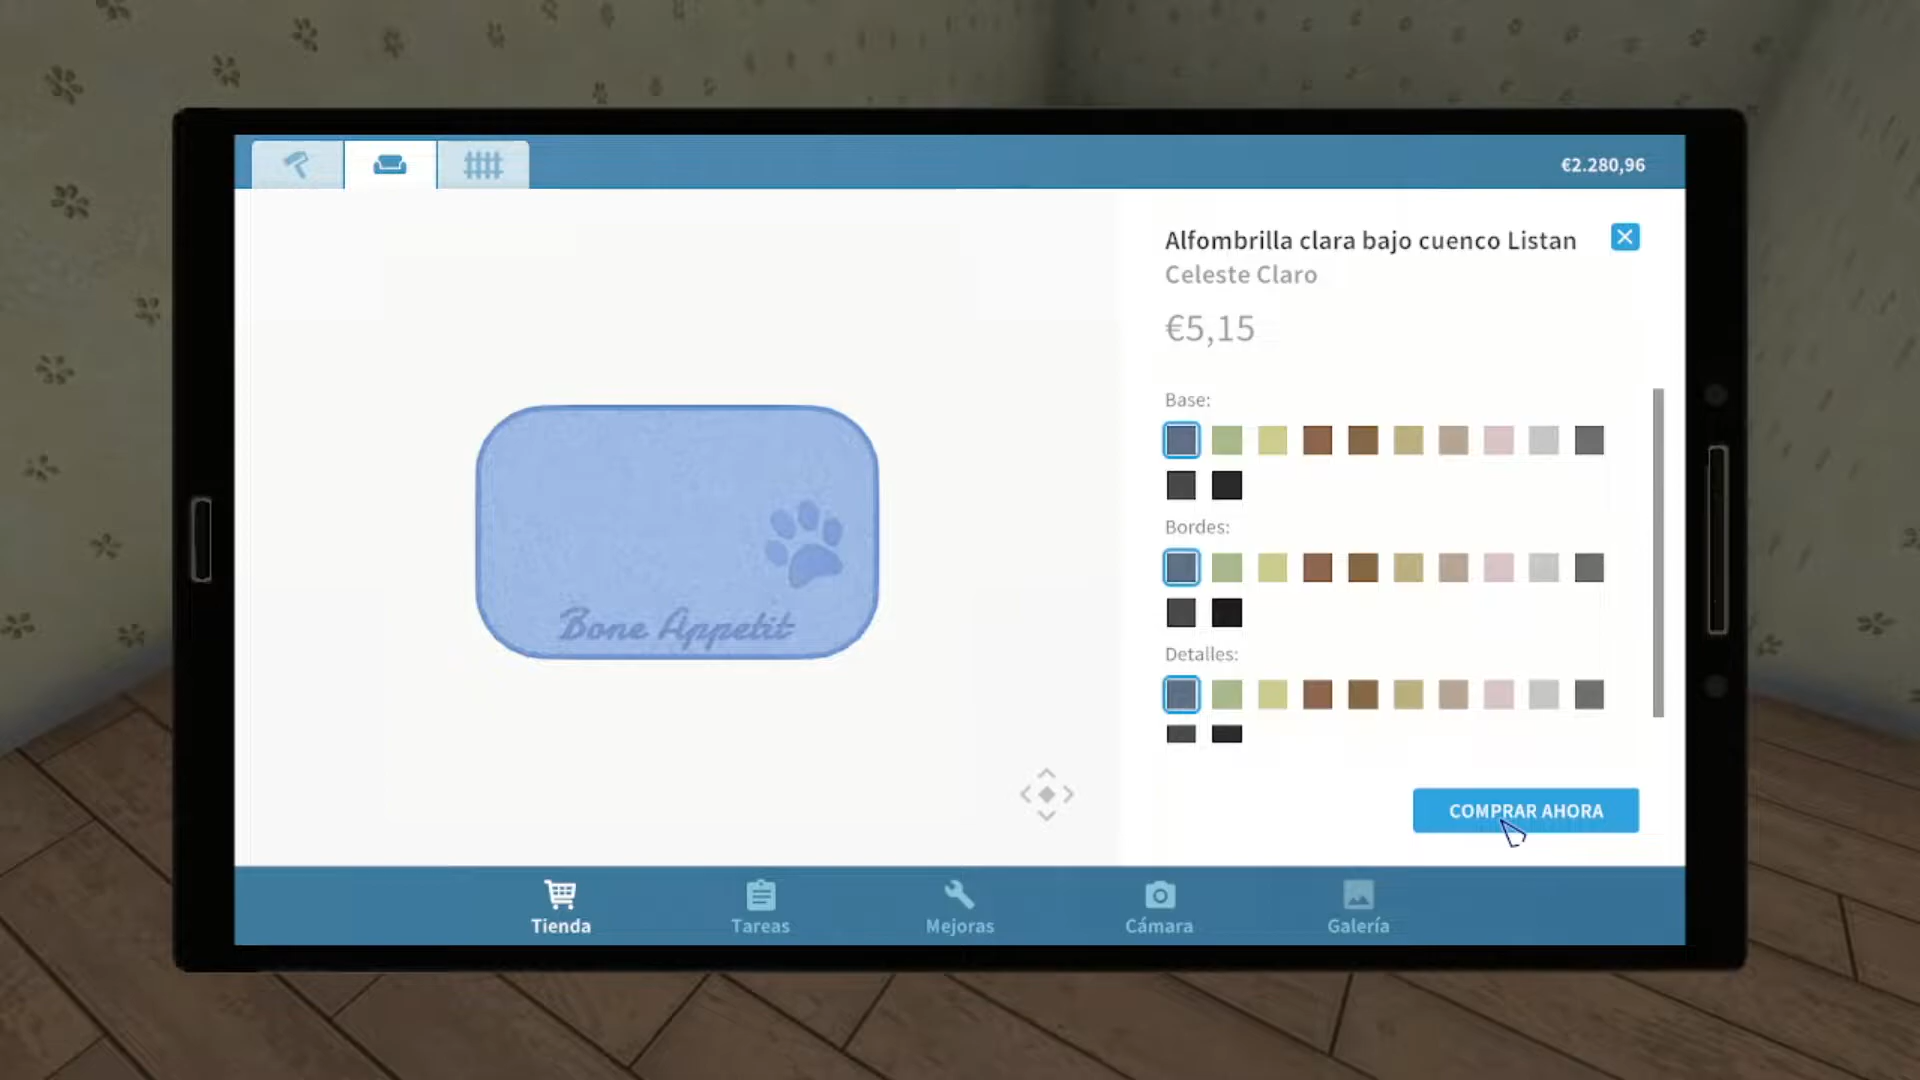 €2.280,96
Alfombrilla clara bajo cuenco Listan
Celeste Claro
€5,15
Base:
Bordes:
Detalles:
Bone Appetit
COMPRAR AHORA
Tienda
Tareas
Mejoras
Cámara
Galería